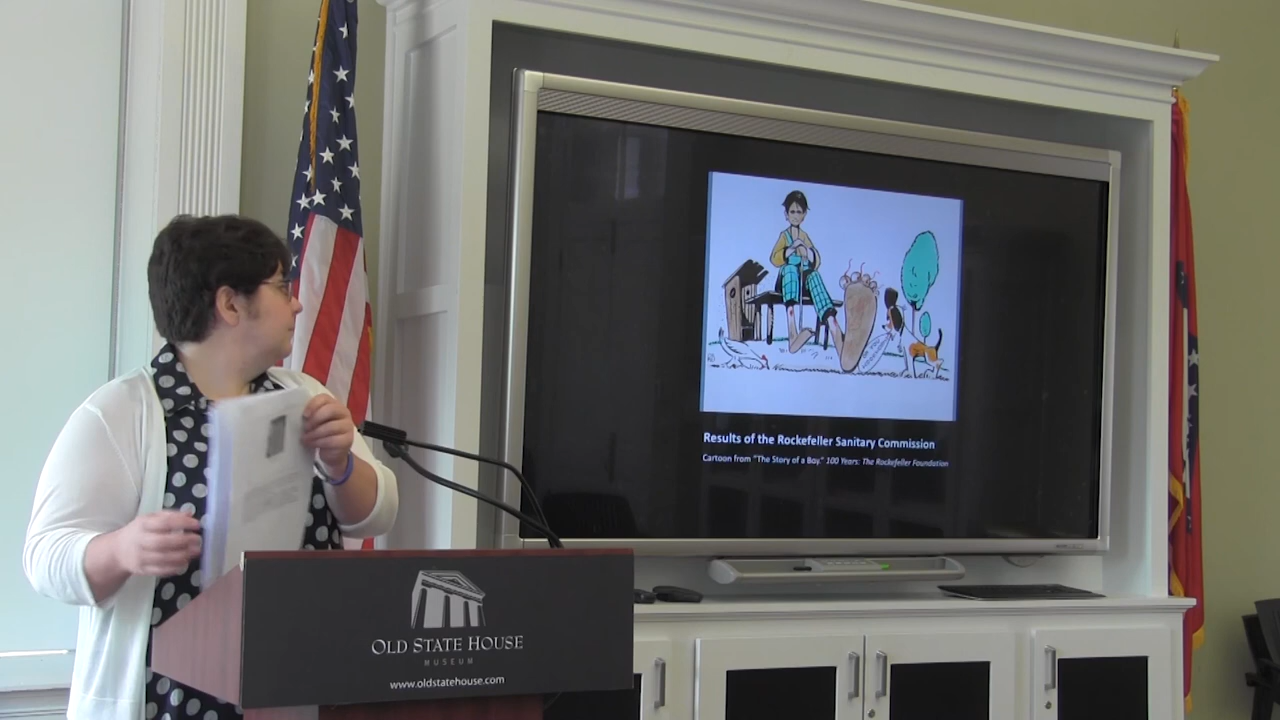 Results of the Rockefeller Sanitary Commission
Cartoon from "The Story of a Boy." 100 Years: The Rockefeller Foundation
OLD STATE HOUSE
MUSEUM
www.oldstatehouse.com